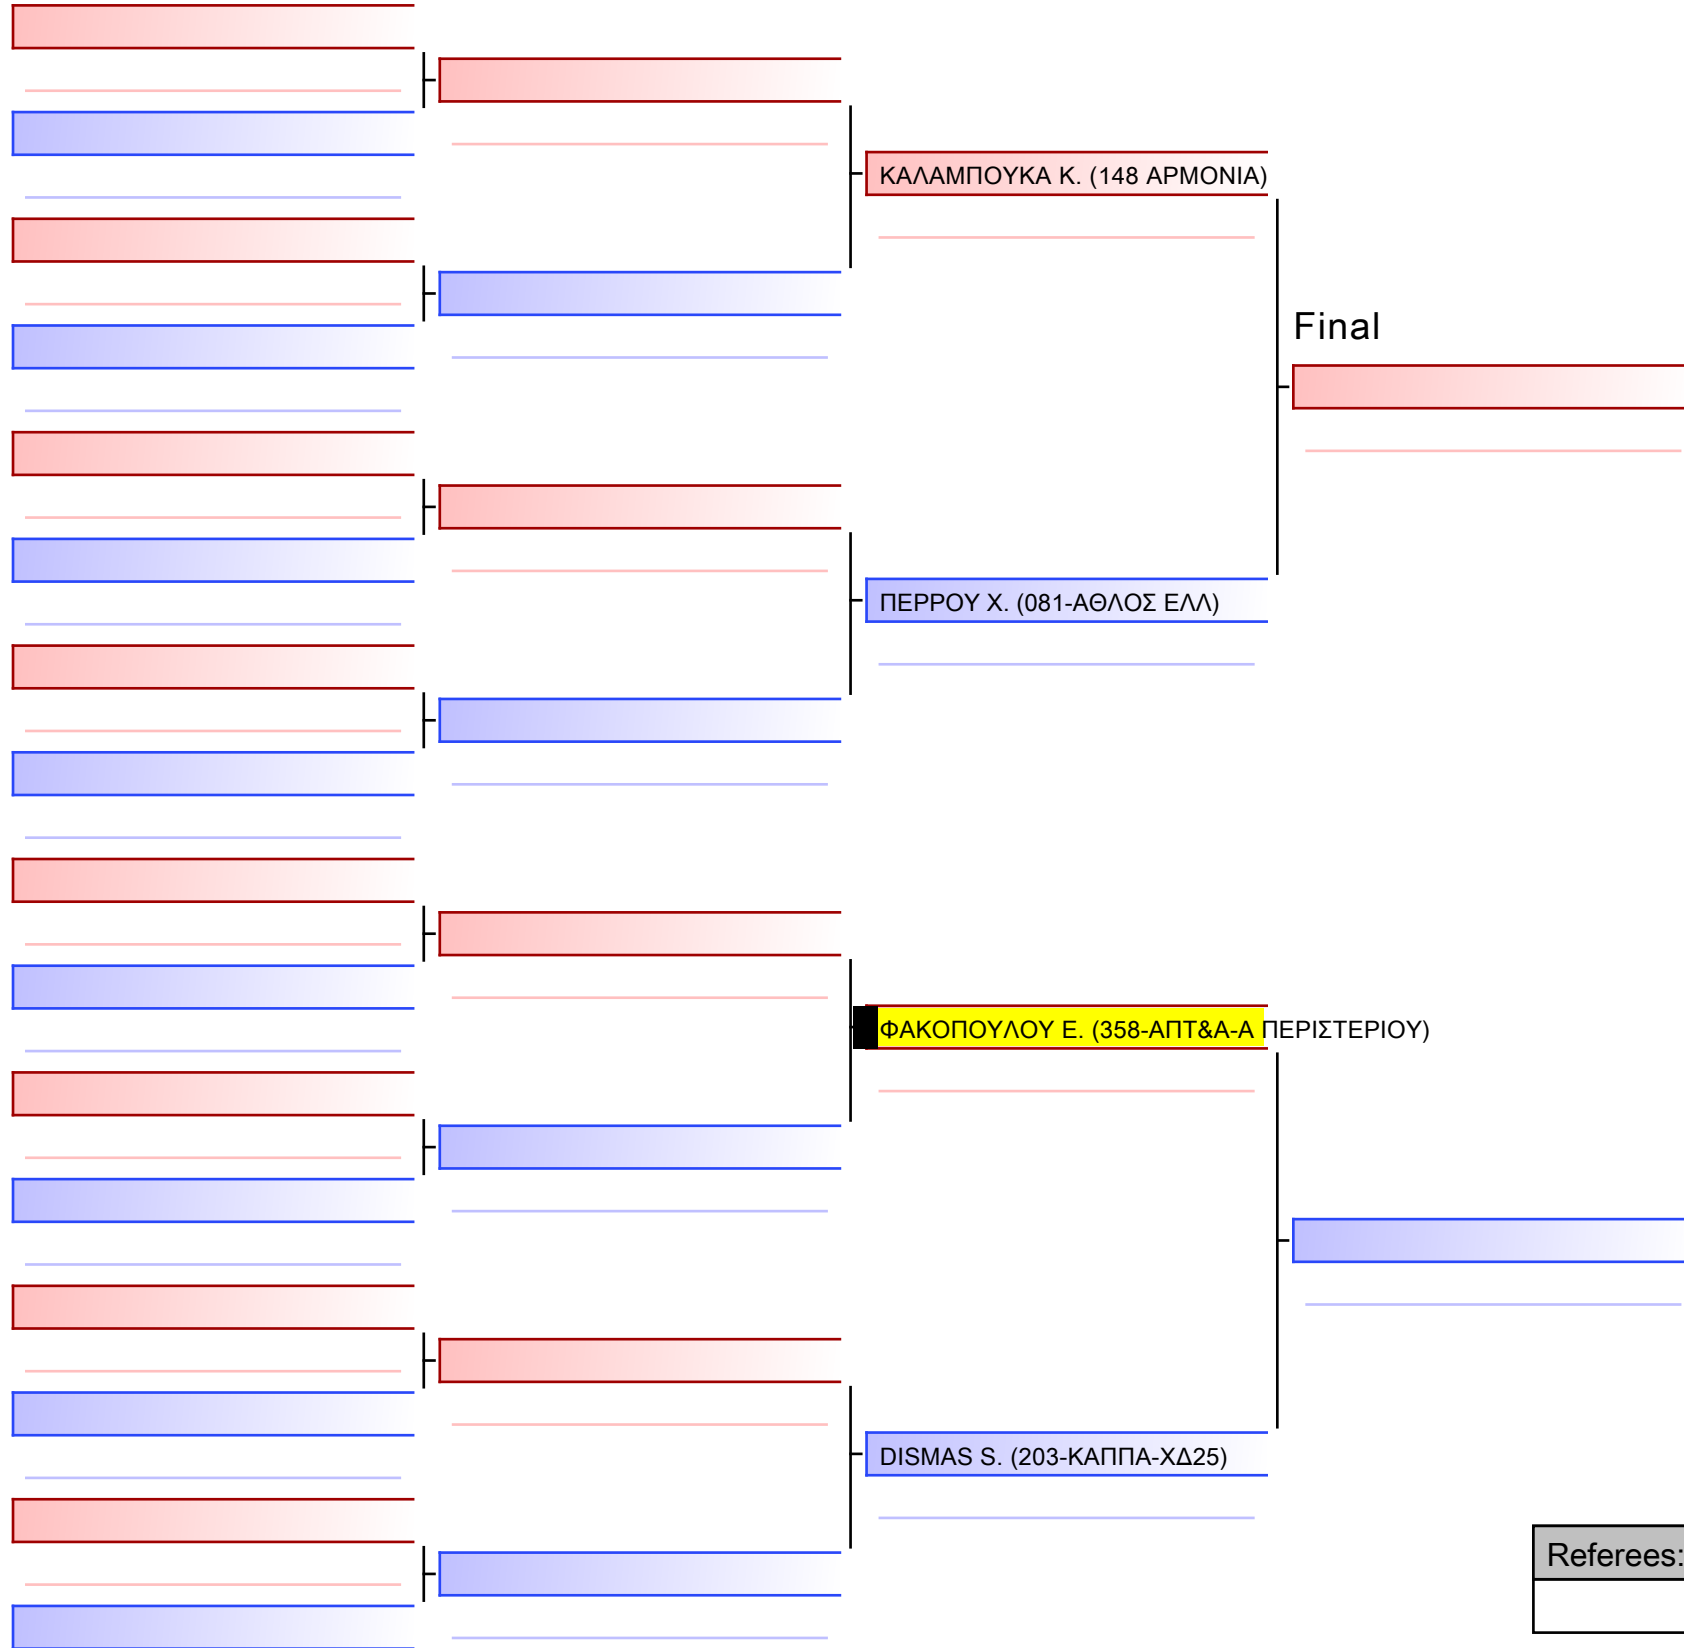 ΚΑΛΑΜΠΟΥΚΑ Κ. (148 ΑΡΜΟΝΙΑ)
Final
ΠΕΡΡΟΥ Χ. (081-ΑΘΛΟΣ ΕΛΛ)
ΦΑΚΟΠΟΥΛΟΥ Ε. (358-ΑΠΤ&Α-Α ΠΕΡΙΣΤΕΡΙΟΥ)
DISMAS S. (203-ΚΑΠΠΑ-ΧΔ25)
Referees: